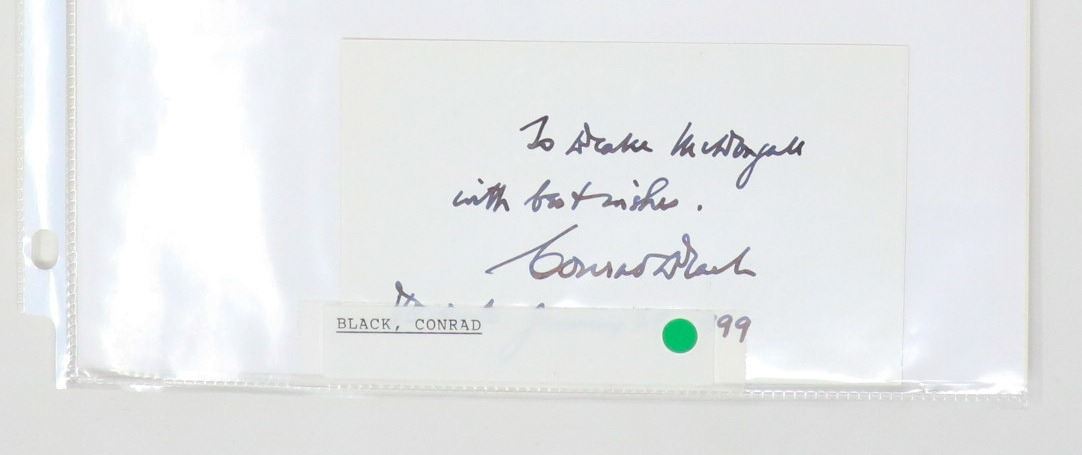 To Drake McDougall
with best wishes.
Conrad Black
99
BLACK, CONRAD